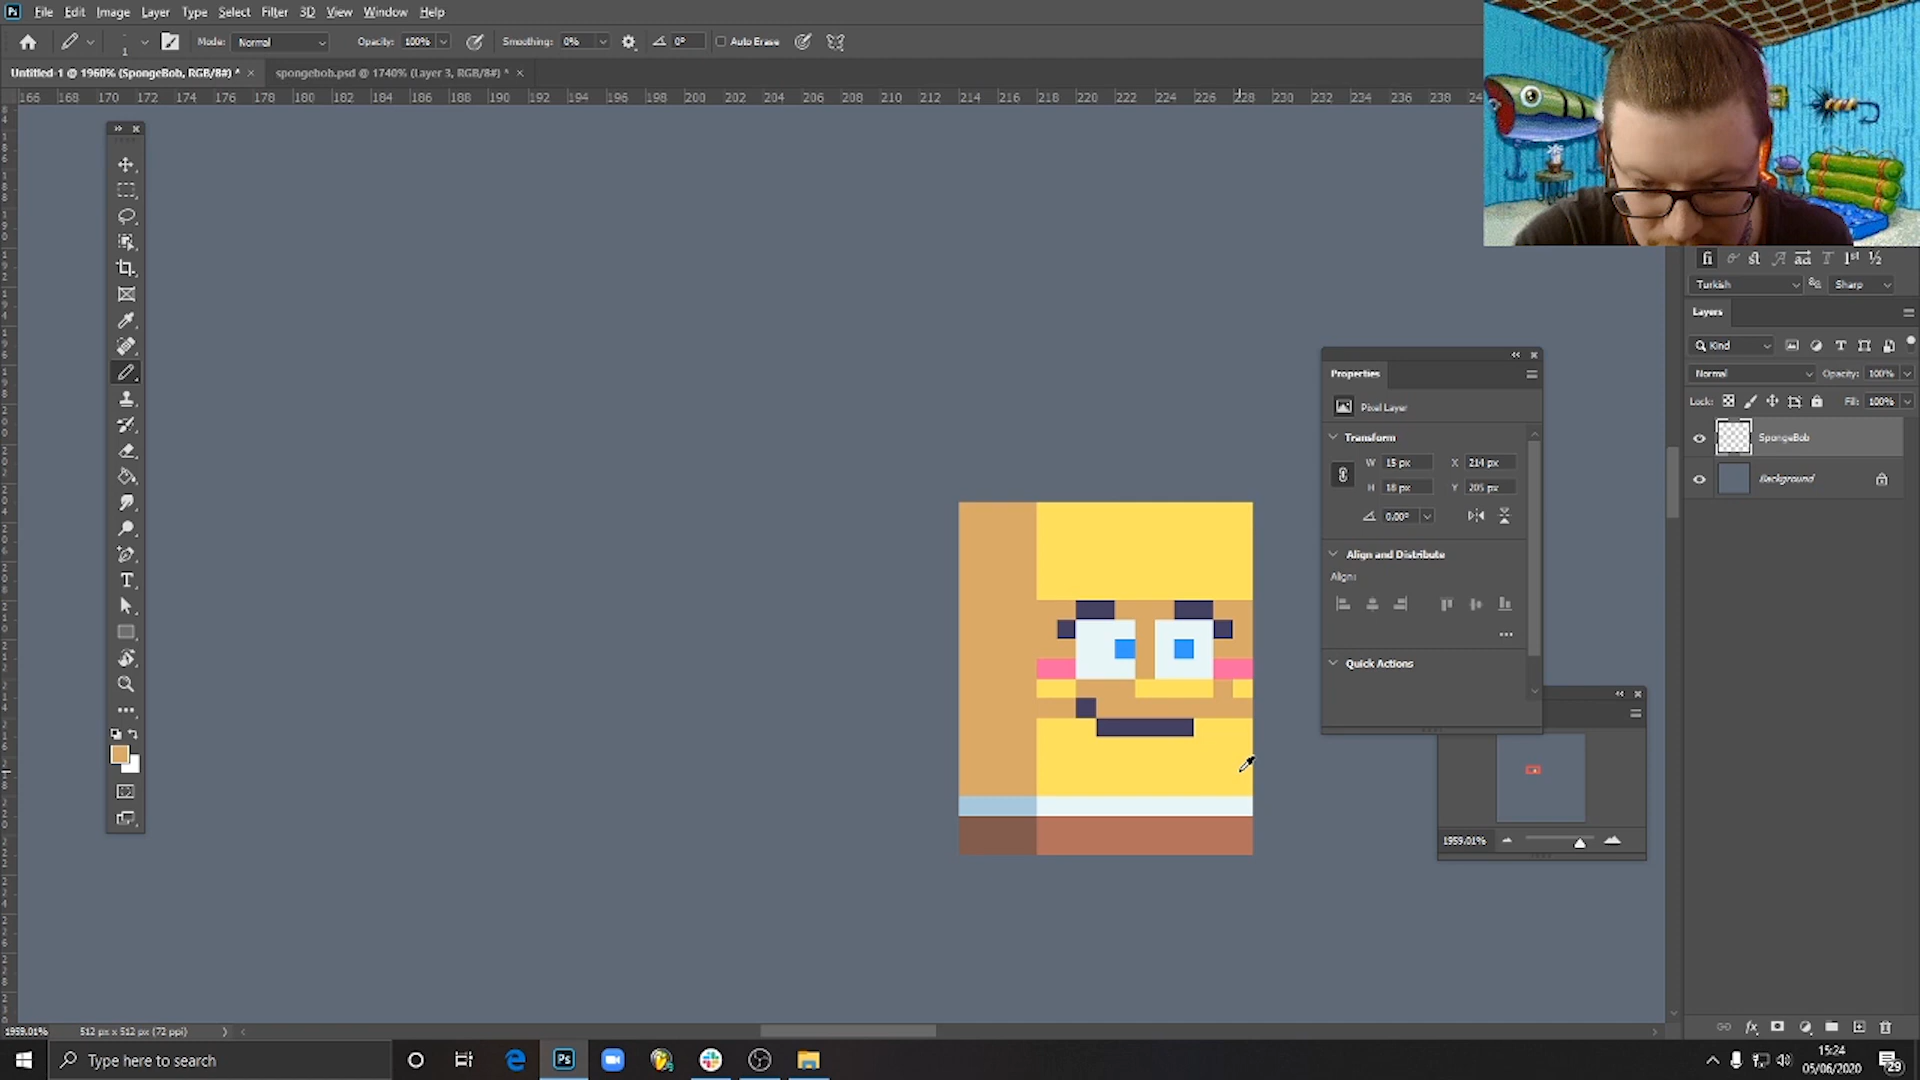 Ps File Edit Image Layer Type Select Filter 3D View Window Help
1 Mode: Normal Opacity: 100% Smoothing: 0% 0° Auto Erase
Untitled-1 @ 1960% (SpongeBob, RGB/8#) * × spongebob.psd @ 1740% (Layer 3, RGB/8#) * ×
166 168 170 172 174 176 178 180 182 184 186 188 190 192 194 196 198 200 202 204 206 208 210 212 214 216 218 220 222 224 226 228 230 232 234 236 238
Turkish Sharp
Layers
Kind
Normal Opacity: 100%
Lock: Fill: 100%
SpongeBob
Background
Properties
Pixel Layer
Transform
W 15 px X 214 px
H 18 px Y 205 px
0.00°
Align and Distribute
Align:
Quick Actions
1959.01%
1959.01% 512 px x 512 px (72 ppi)
Type here to search
15:24
05/06/2020
29